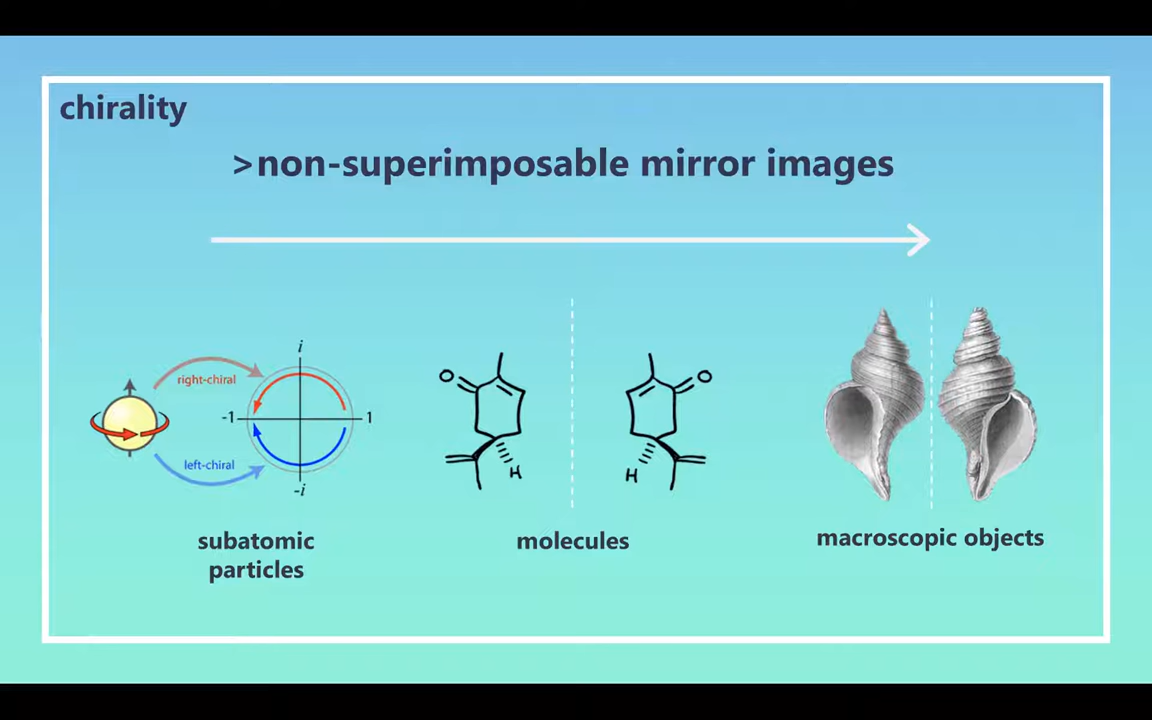 chirality
>non-superimposable mirror images
i
right-chiral
-1
1
left-chiral
-i
O
H
O
H
subatomic
particles
molecules
macroscopic objects